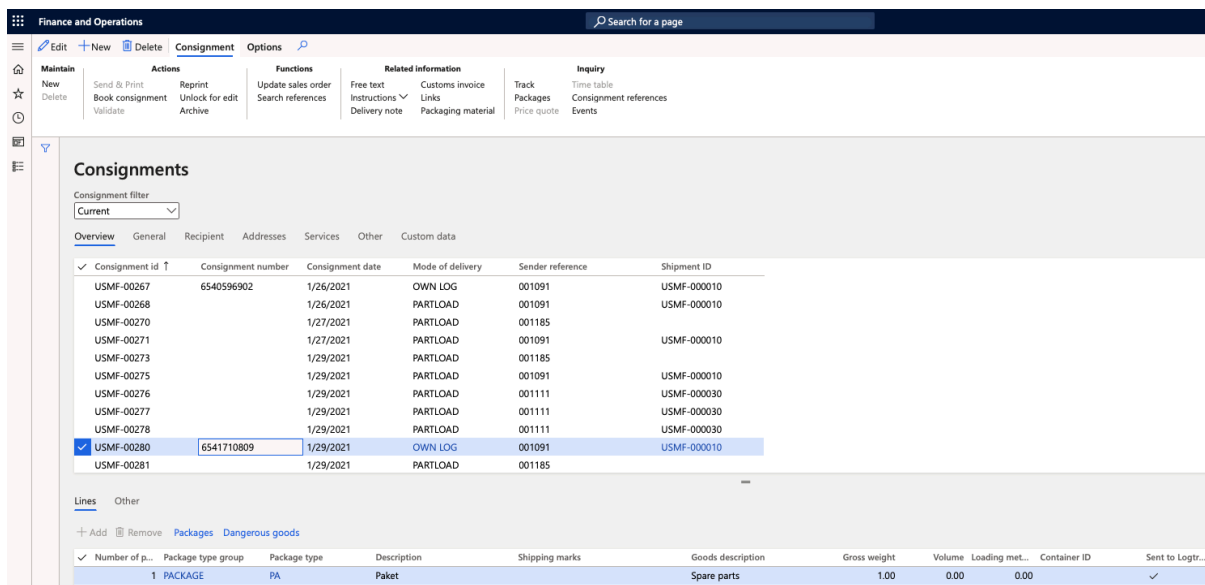 Finance and Operations
Search for a page
Edit New Delete Consignment Options
Maintain Actions Functions Related information Inquiry
New Send & Print Reprint Update sales order Free text Customs invoice Track Time table
Delete Book consignment Unlock for edit Search references Instructions Links Packages Consignment references
Validate Archive Delivery note Packaging material Price quote Events
Consignments
Consignment filter
Current
Overview General Recipient Addresses Services Other Custom data
Consignment id Consignment number Consignment date Mode of delivery Sender reference Shipment ID
USMF-00267 6540596902 1/26/2021 OWN LOG 001091 USMF-000010
USMF-00268 1/26/2021 PARTLOAD 001091 USMF-000010
USMF-00270 1/27/2021 PARTLOAD 001185
USMF-00271 1/27/2021 PARTLOAD 001091 USMF-000010
USMF-00273 1/29/2021 PARTLOAD 001185
USMF-00275 1/29/2021 PARTLOAD 001091 USMF-000010
USMF-00276 1/29/2021 PARTLOAD 001111 USMF-000030
USMF-00277 1/29/2021 PARTLOAD 001111 USMF-000030
USMF-00278 1/29/2021 PARTLOAD 001111 USMF-000030
USMF-00280 6541710809 1/29/2021 OWN LOG 001091 USMF-000010
USMF-00281 1/29/2021 PARTLOAD 001185
Lines Other
Add Remove Packages Dangerous goods
Number of p... Package type group Package type Description Shipping marks Goods description Gross weight Volume Loading met... Container ID Sent to Logtr...
1 PACKAGE PA Paket Spare parts 1.00 0.00 0.00